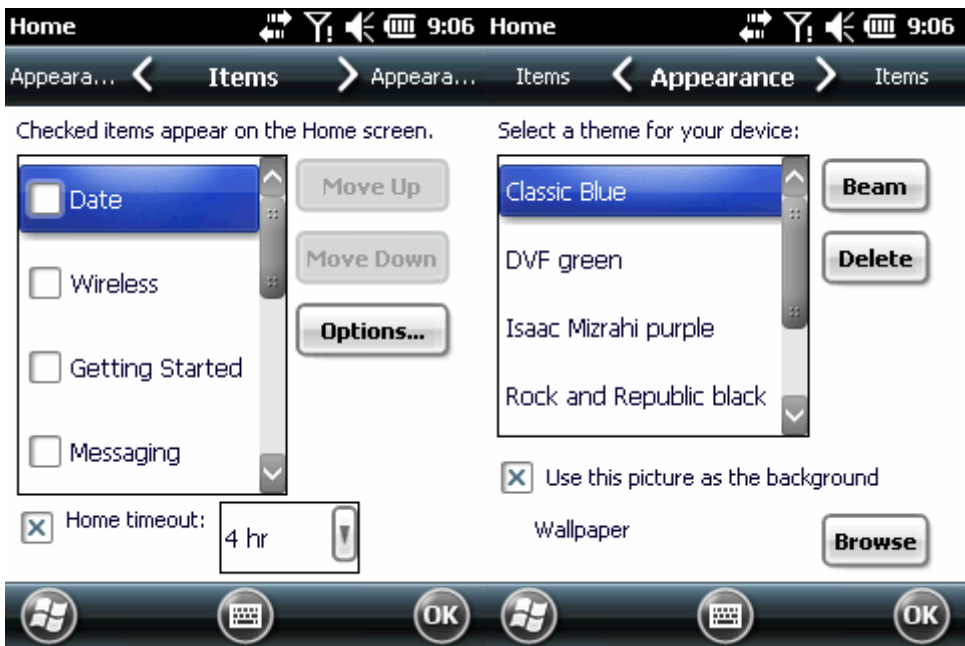 Home 9:06
Appeara... Items Appeara...
Checked items appear on the Home screen.
Date
Wireless
Getting Started
Messaging
Move Up
Move Down
Options...
Home timeout: 4 hr
OK
Home 9:06
Items Appearance Items
Select a theme for your device:
Classic Blue
DVF green
Isaac Mizrahi purple
Rock and Republic black
Beam
Delete
Use this picture as the background
Wallpaper
Browse
OK